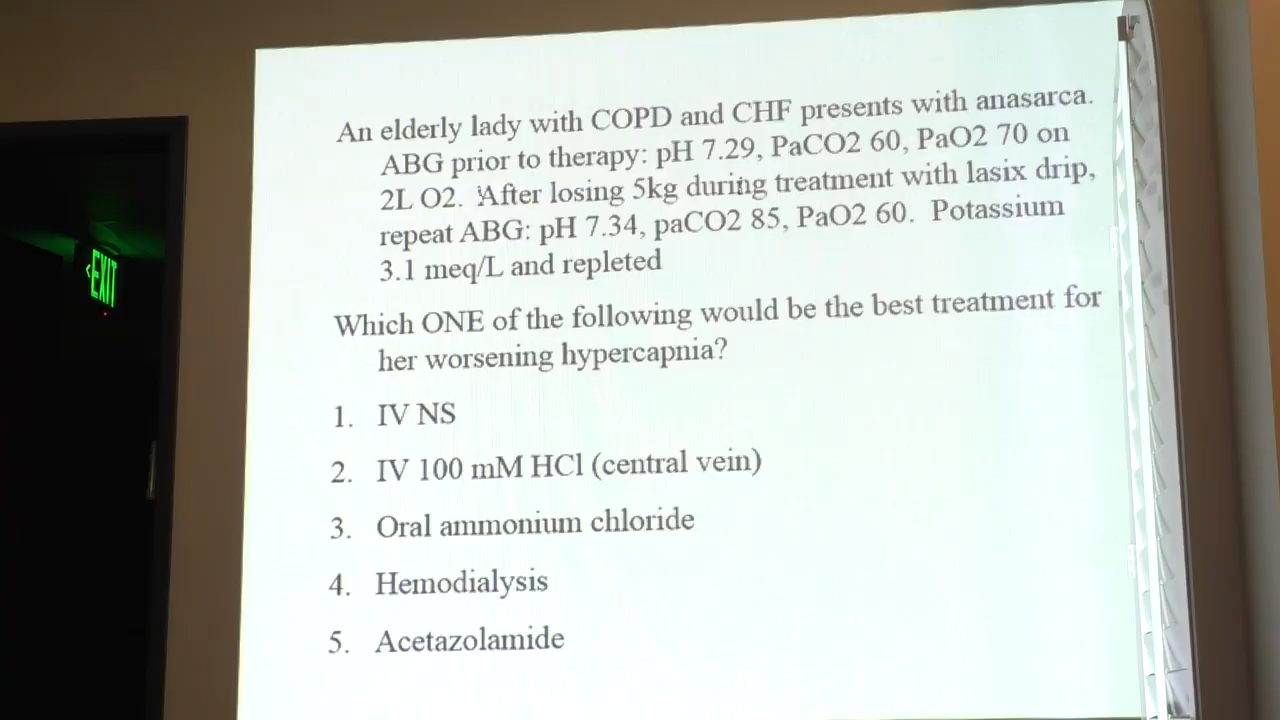 An elderly lady with COPD and CHF presents with anasarca.
ABG prior to therapy: pH 7.29, PaCO2 60, PaO2 70 on
2L O2. After losing 5kg during treatment with lasix drip,
repeat ABG: pH 7.34, paCO2 85, PaO2 60. Potassium
3.1 meq/L and repleted
Which ONE of the following would be the best treatment for
her worsening hypercapnia?
1. IV NS
2. IV 100 mM HCl (central vein)
3. Oral ammonium chloride
4. Hemodialysis
5. Acetazolamide
<EXIT